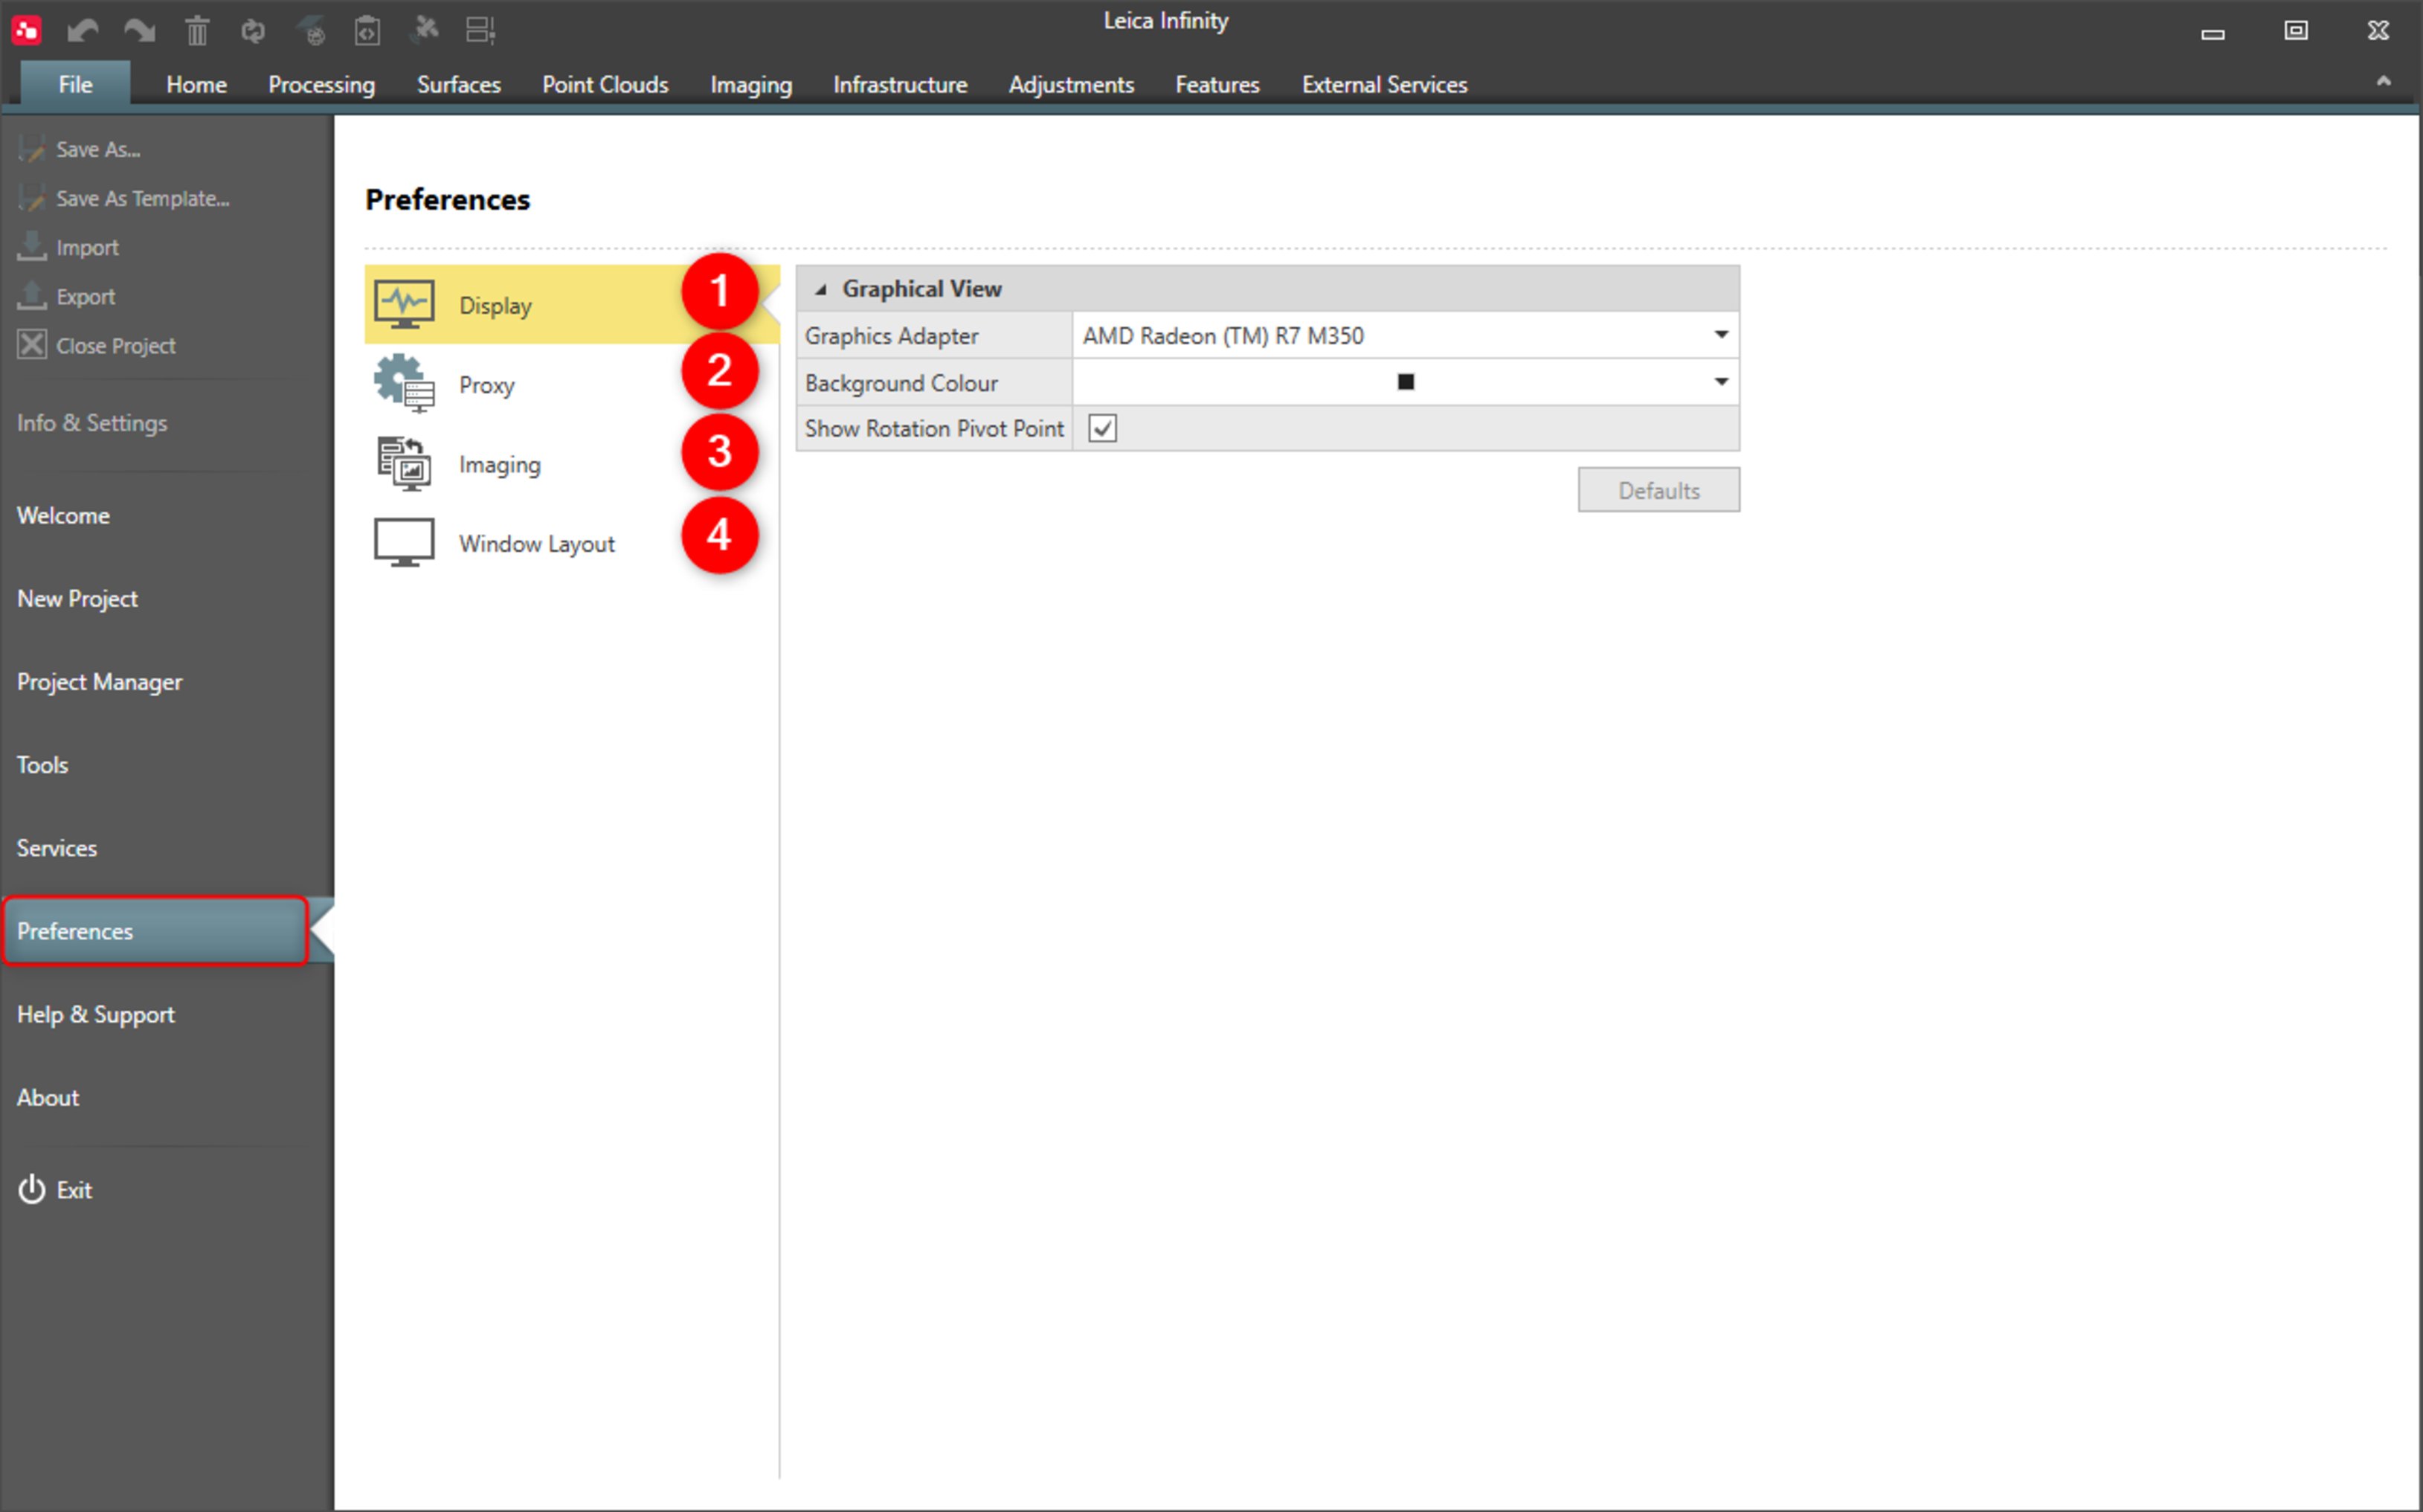 Leica Infinity
File Home Processing Surfaces Point Clouds Imaging Infrastructure Adjustments Features External Services
Save As...
Save As Template...
Import
Export
Close Project
Info & Settings
Welcome
New Project
Project Manager
Tools
Services
Preferences
Help & Support
About
Exit
Preferences
Display 1
Proxy 2
Imaging 3
Window Layout 4
Graphical View
Graphics Adapter AMD Radeon (TM) R7 M350
Background Colour
Show Rotation Pivot Point
Defaults